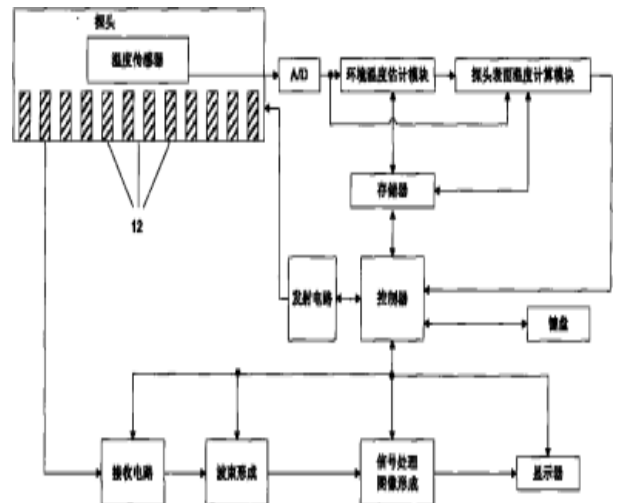 探头
温度传感器
A/D
环境温度估计模块
探头表面温度计算模块
12
存储器
发射电路
控制器
键盘
接收电路
波束形成
信号处理
图像形成
显示器